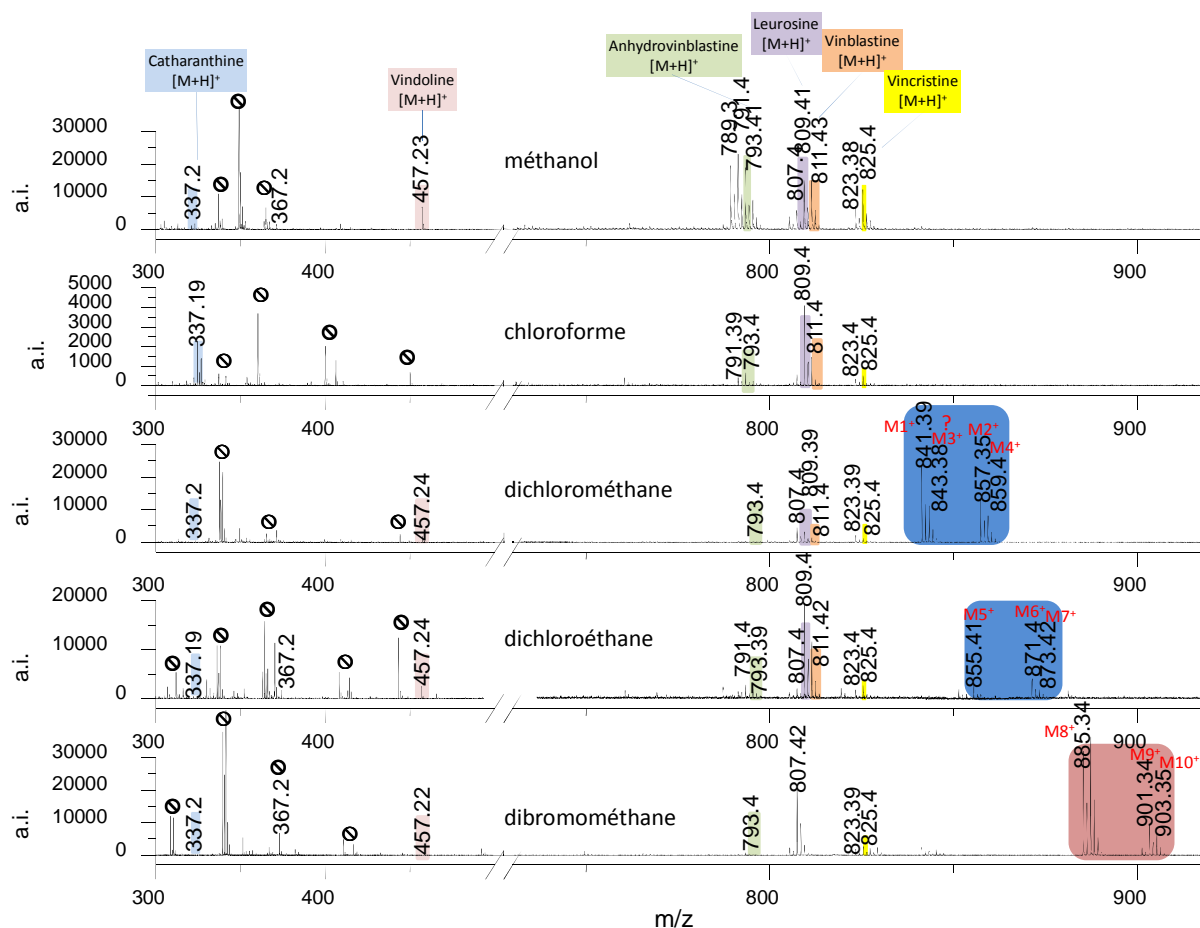 Catharanthine
[M+H]⁺
Vindoline
[M+H]⁺
Anhydrovinblastine
[M+H]⁺
Leurosine
[M+H]⁺
Vinblastine
[M+H]⁺
Vincristine
[M+H]⁺
a.i.
30000
20000
10000
0
337.2
367.2
457.23
méthanol
789.3
791.4
793.41
807.4
809.41
811.43
823.38
825.4
300
400
800
900
a.i.
5000
4000
3000
2000
1000
0
337.19
chloroforme
791.39
793.4
809.4
811.4
823.4
825.4
300
400
800
900
a.i.
30000
20000
10000
0
337.2
457.24
dichlorométhane
793.4
807.4
809.39
811.4
823.39
825.4
M1⁺
?
M3⁺
M2⁺
M4⁺
841.39
843.38
857.35
859.4
300
400
800
900
a.i.
20000
10000
0
337.19
367.2
457.24
dichloroéthane
791.4
793.39
807.4
809.4
811.42
823.4
825.4
M5⁺
M6⁺
M7⁺
855.41
871.4
873.42
300
400
800
900
a.i.
30000
20000
10000
0
337.2
367.2
457.22
dibromométhane
793.4
807.42
823.39
825.4
M8⁺
M9⁺
M10⁺
885.34
901.34
903.35
300
400
800
900
m/z